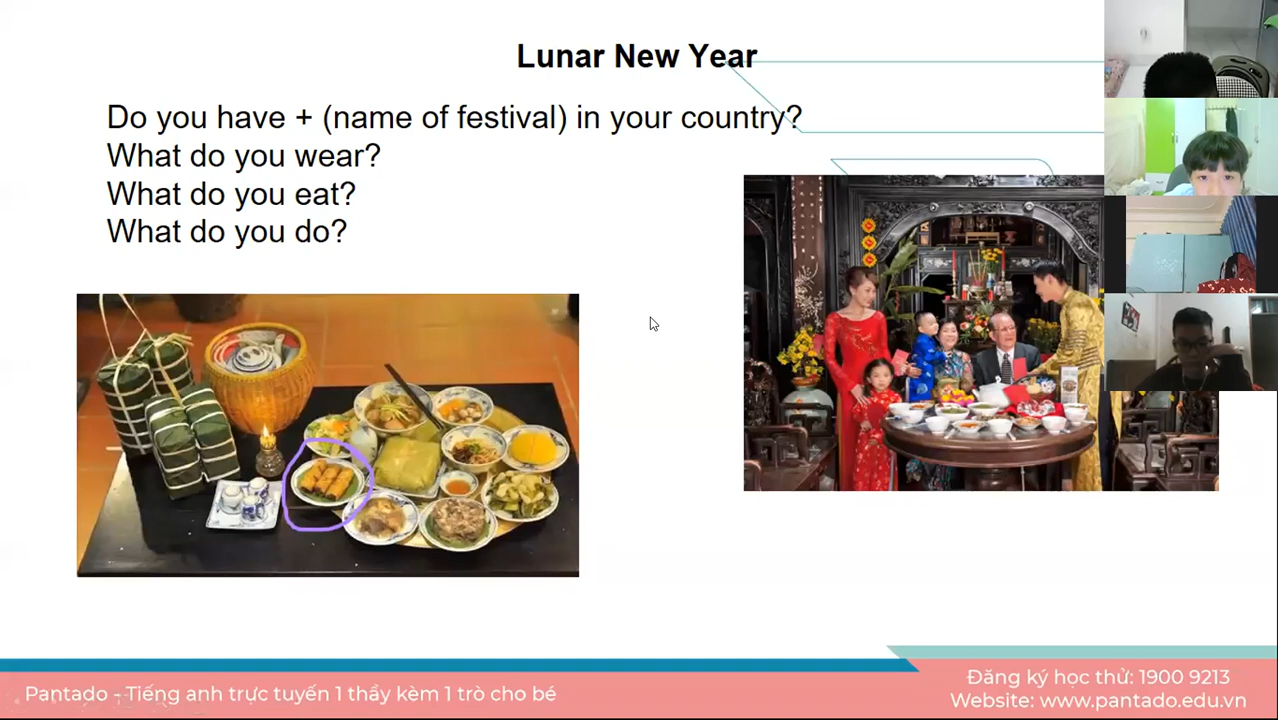 Lunar New Year
Do you have + (name of festival) in your country?
What do you wear?
What do you eat?
What do you do?
Pantado - Tiếng anh trực tuyến 1 thầy kèm 1 trò cho bé
Đăng ký học thử: 1900 9213
Website: www.pantado.edu.vn